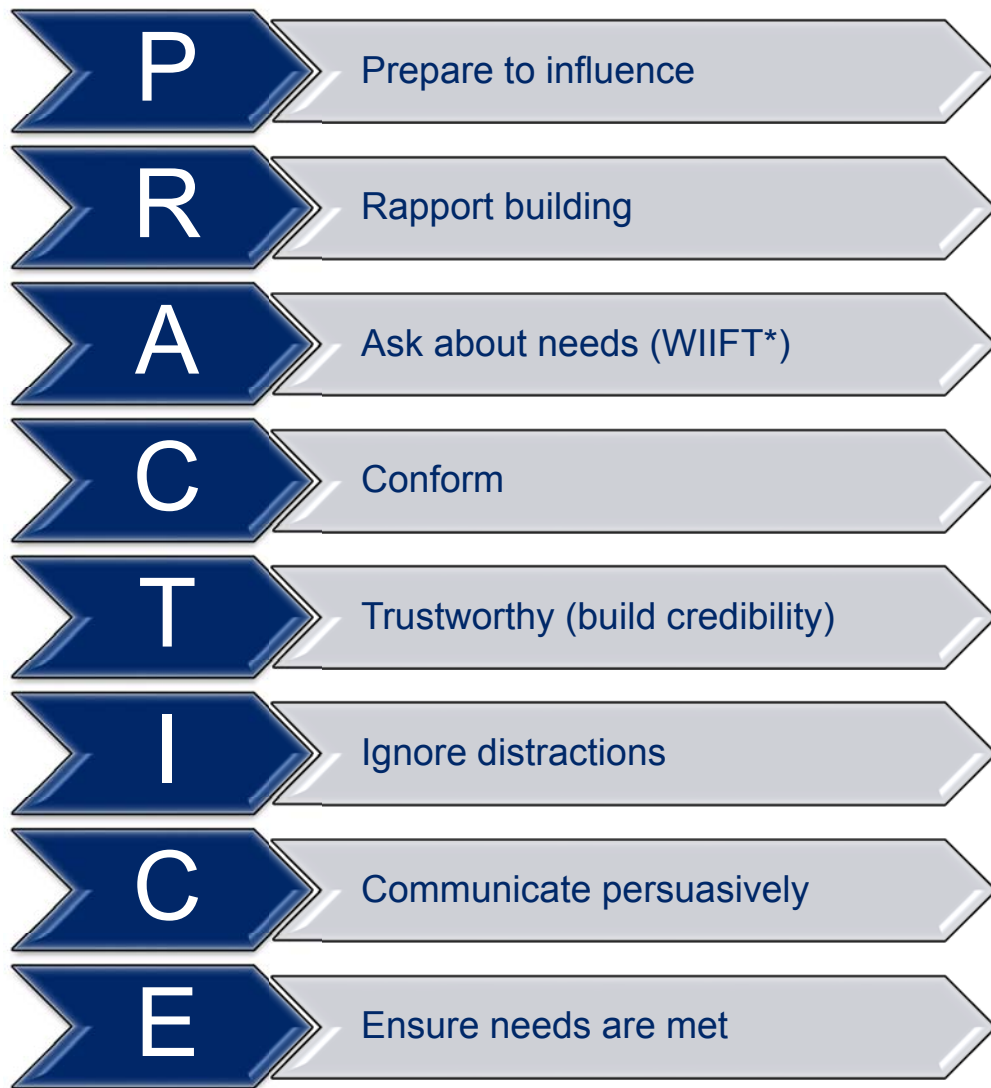 P
Prepare to influence
R
Rapport building
A
Ask about needs (WIIFT*)
C
Conform
T
Trustworthy (build credibility)
I
Ignore distractions
C
Communicate persuasively
E
Ensure needs are met